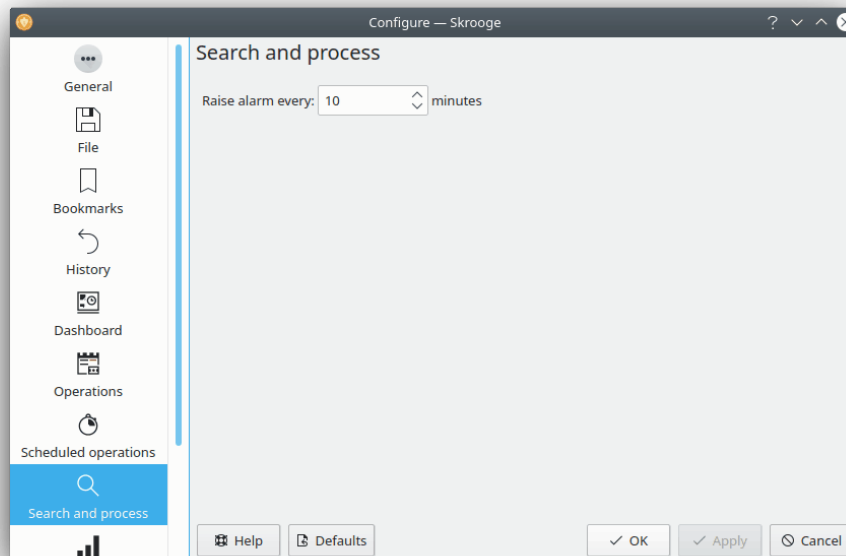 Configure — Skrooge
General
File
Bookmarks
History
Dashboard
Operations
Scheduled operations
Search and process
Search and process
Raise alarm every: 10 minutes
Help
Defaults
OK
Apply
Cancel